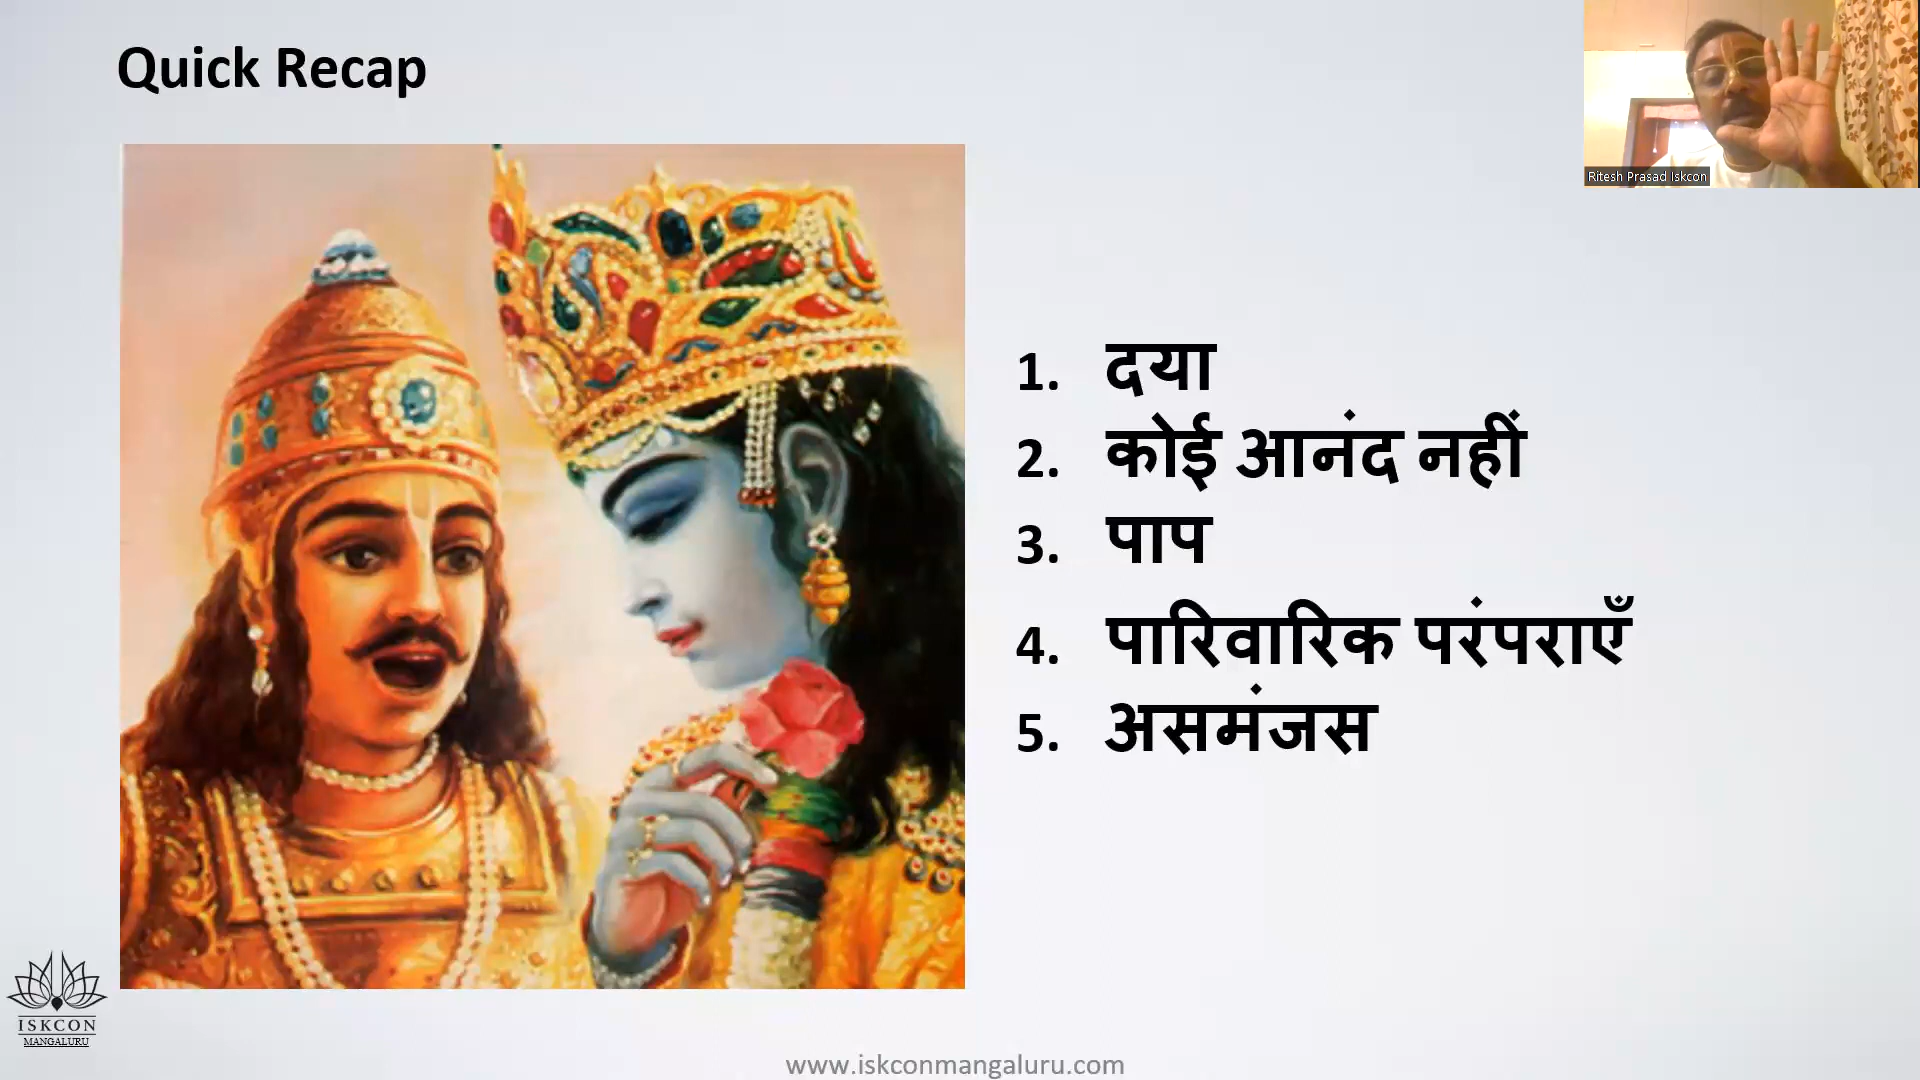 Quick Recap
Ritesh Prasad Iskcon
1. दया
2. कोई आनंद नहीं
3. पाप
4. पारिवारिक परंपराएँ
5. असमंजस
ISKCON
MANGALURU
www.iskconmangaluru.com